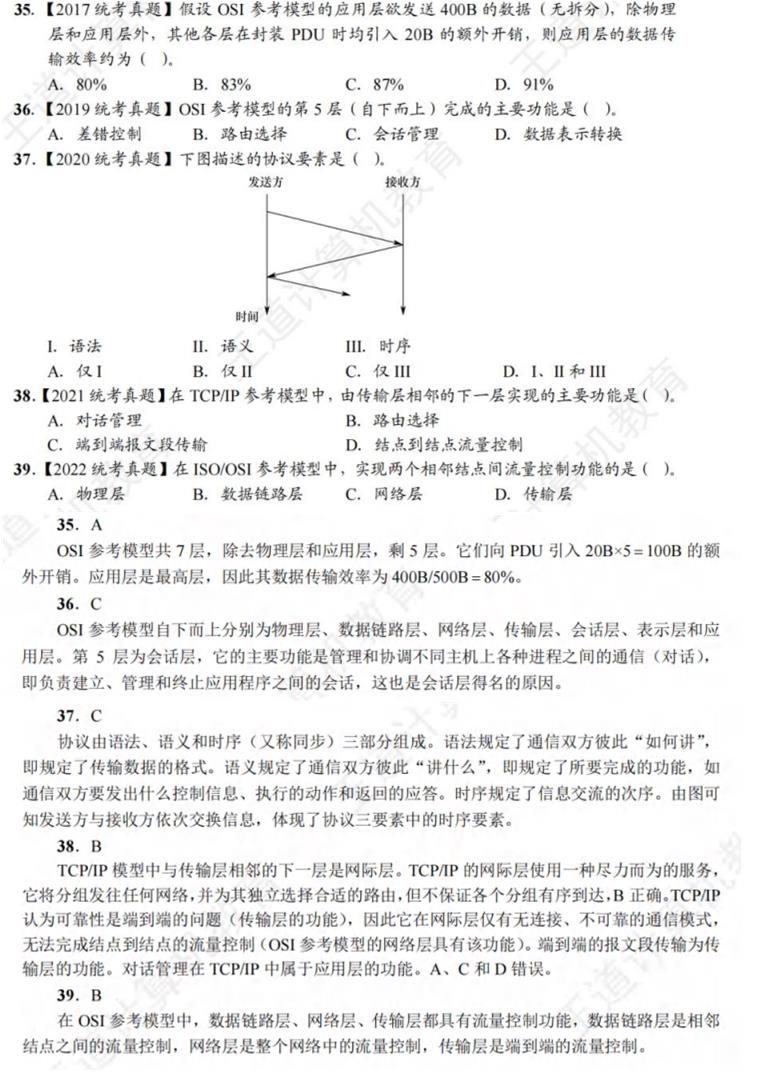 35.【2017 统考真题】假设 OSI 参考模型的应用层欲发送 400B 的数据（无拆分），除物理
层和应用层外，其他各层在封装 PDU 时均引入 20B 的额外开销，则应用层的数据传
输效率约为（ ）。
A. 80% B. 83% C. 87% D. 91%
36.【2019 统考真题】OSI 参考模型的第 5 层（自下而上）完成的主要功能是（ ）。
A. 差错控制 B. 路由选择 C. 会话管理 D. 数据表示转换
37.【2020 统考真题】下图描述的协议要素是（ ）。
发送方 接收方
时间
I. 语法 II. 语义 III. 时序
A. 仅 I B. 仅 II C. 仅 III D. I、II 和 III
38.【2021 统考真题】在 TCP/IP 参考模型中，由传输层相邻的下一层实现的主要功能是（ ）。
A. 对话管理 B. 路由选择
C. 端到端报文段传输 D. 结点到结点流量控制
39.【2022 统考真题】在 ISO/OSI 参考模型中，实现两个相邻结点间流量控制功能的是（ ）。
A. 物理层 B. 数据链路层 C. 网络层 D. 传输层
35. A
OSI 参考模型共 7 层，除去物理层和应用层，剩 5 层。它们向 PDU 引入 20B×5 = 100B 的额
外开销。应用层是最高层，因此其数据传输效率为 400B/500B = 80%。
36. C
OSI 参考模型自下而上分别为物理层、数据链路层、网络层、传输层、会话层、表示层和应
用层。第 5 层为会话层，它的主要功能是管理和协调不同主机上各种进程之间的通信（对话），
即负责建立、管理和终止应用程序之间的会话，这也是会话层得名的原因。
37. C
协议由语法、语义和时序（又称同步）三部分组成。语法规定了通信双方彼此“如何讲”，
即规定了传输数据的格式。语义规定了通信双方彼此“讲什么”，即规定了所要完成的功能，如
通信双方要发出什么控制信息、执行的动作和返回的应答。时序规定了信息交流的次序。由图可
知发送方与接收方依次交换信息，体现了协议三要素中的时序要素。
38. B
TCP/IP 模型中与传输层相邻的下一层是网际层。TCP/IP 的网际层使用一种尽力而为的服务，
它将分组发往任何网络，并为其独立选择合适的路由，但不保证各个分组有序到达，B 正确。TCP/IP
认为可靠性是端到端的问题（传输层的功能），因此它在网际层仅有无连接、不可靠的通信模式，
无法完成结点到结点的流量控制（OSI 参考模型的网络层具有该功能）。端到端的报文段传输为传
输层的功能。对话管理在 TCP/IP 中属于应用层的功能。A、C 和 D 错误。
39. B
在 OSI 参考模型中，数据链路层、网络层、传输层都具有流量控制功能，数据链路层是相邻
结点之间的流量控制，网络层是整个网络中的流量控制，传输层是端到端的流量控制。